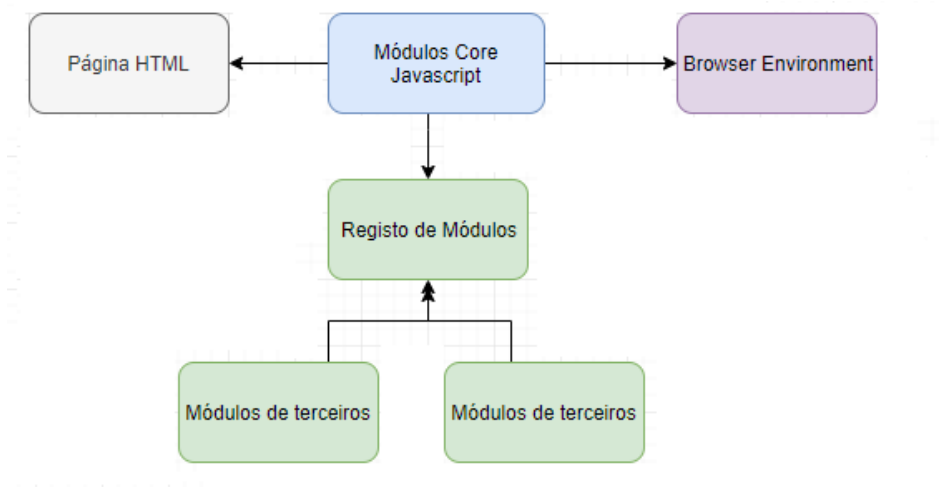 Página HTML
Módulos Core
Javascript
Browser Environment
Registo de Módulos
Módulos de terceiros
Módulos de terceiros